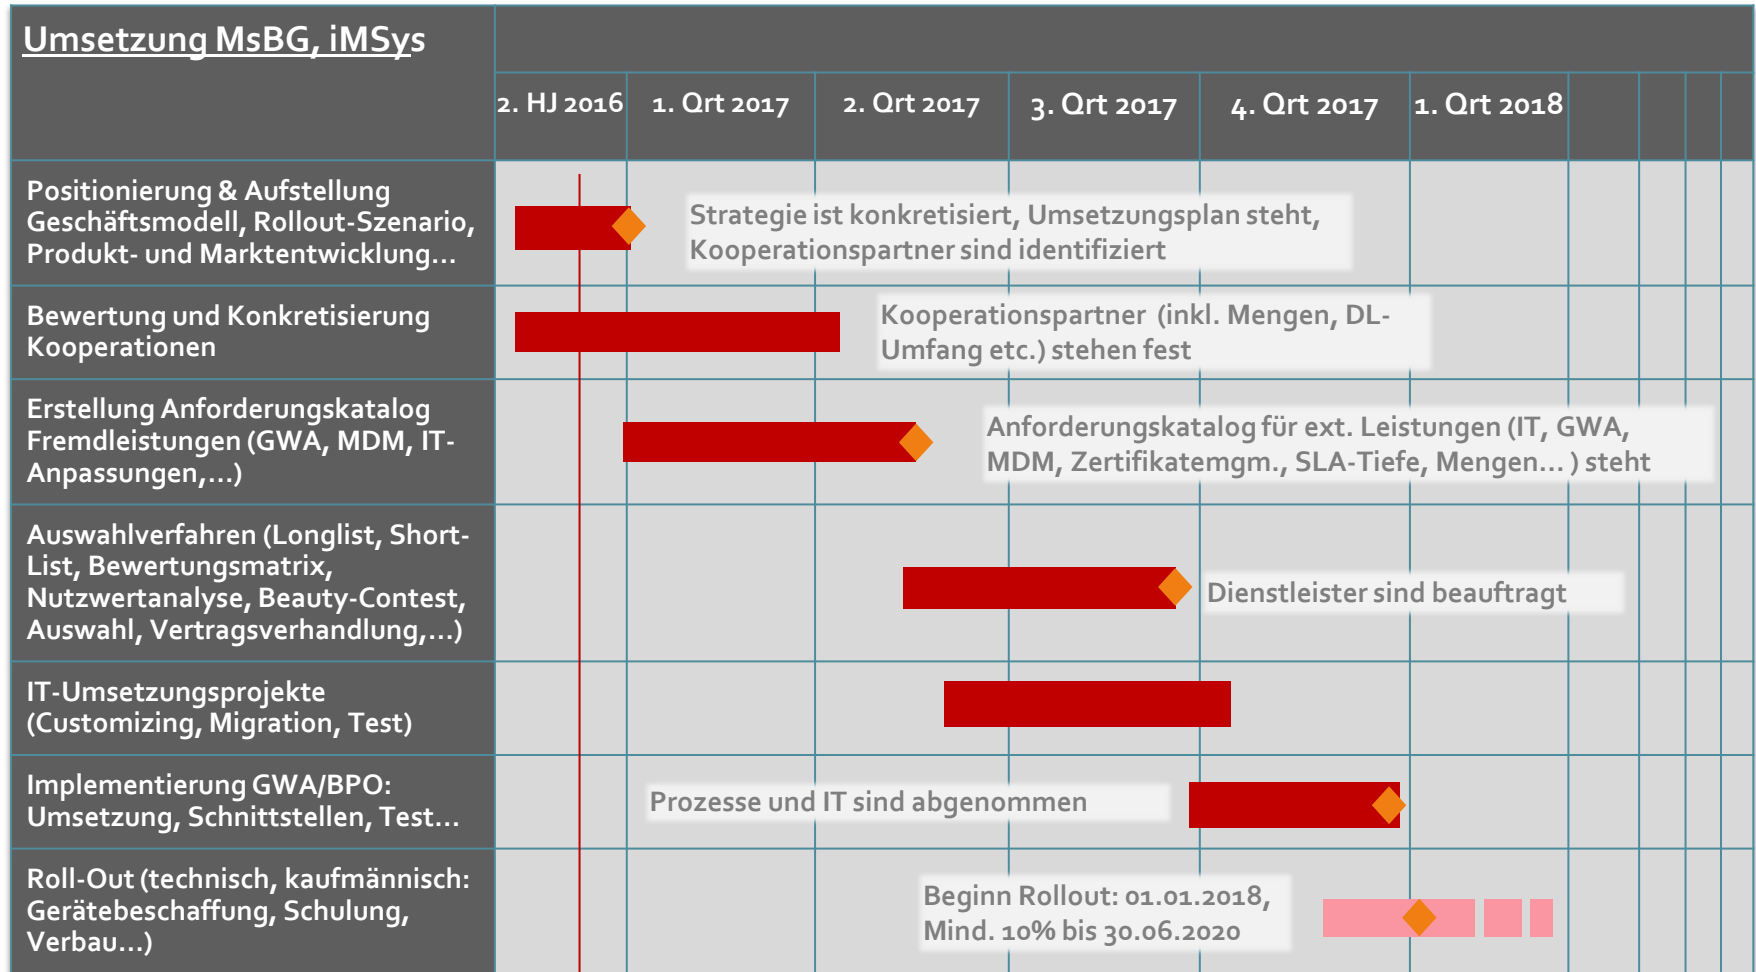 Umsetzung MsBG, iMSys
2. HJ 2016
1. Qrt 2017
2. Qrt 2017
3. Qrt 2017
4. Qrt 2017
1. Qrt 2018
Positionierung & Aufstellung
Geschäftsmodell, Rollout-Szenario,
Produkt- und Marktentwicklung...
Strategie ist konkretisiert, Umsetzungsplan steht,
Kooperationspartner sind identifiziert
Bewertung und Konkretisierung
Kooperationen
Kooperationspartner (inkl. Mengen, DL-
Umfang etc.) stehen fest
Erstellung Anforderungskatalog
Fremdleistungen (GWA, MDM, IT-
Anpassungen,...)
Anforderungskatalog für ext. Leistungen (IT, GWA,
MDM, Zertifikatemgm., SLA-Tiefe, Mengen... ) steht
Auswahlverfahren (Longlist, Short-
List, Bewertungsmatrix,
Nutzwertanalyse, Beauty-Contest,
Auswahl, Vertragsverhandlung,...)
Dienstleister sind beauftragt
IT-Umsetzungsprojekte
(Customizing, Migration, Test)
Implementierung GWA/BPO:
Umsetzung, Schnittstellen, Test...
Prozesse und IT sind abgenommen
Roll-Out (technisch, kaufmännisch:
Gerätebeschaffung, Schulung,
Verbau...)
Beginn Rollout: 01.01.2018,
Mind. 10% bis 30.06.2020